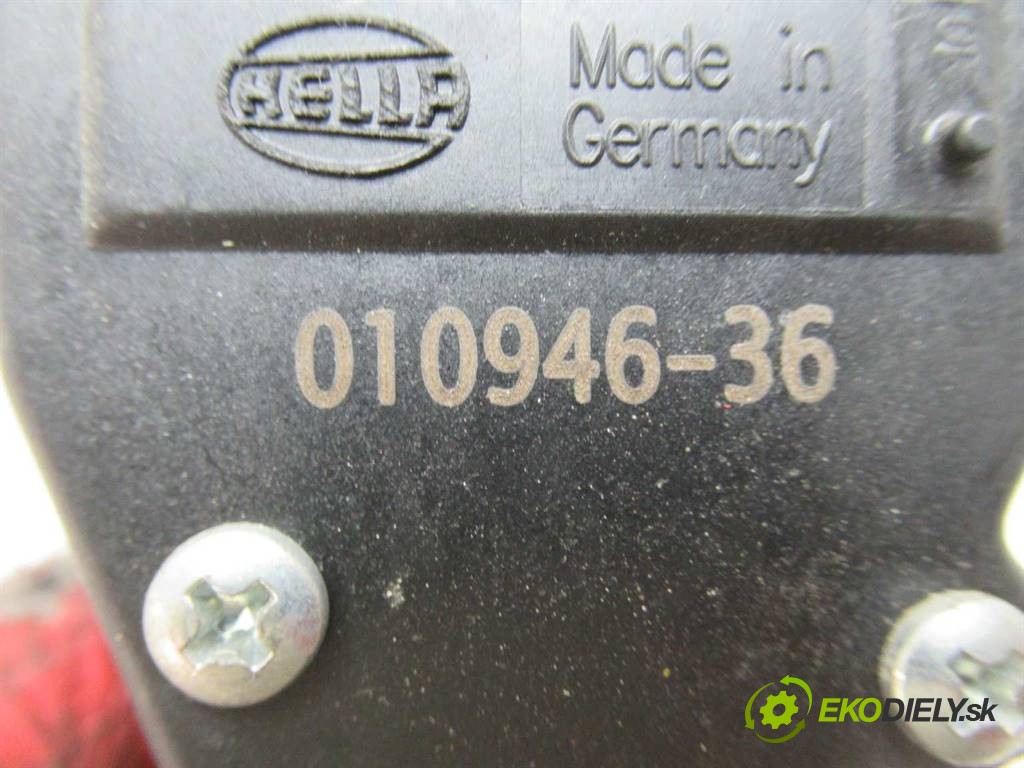 HELLA
Made in
Germany
010946-36
EKODIELY.sk